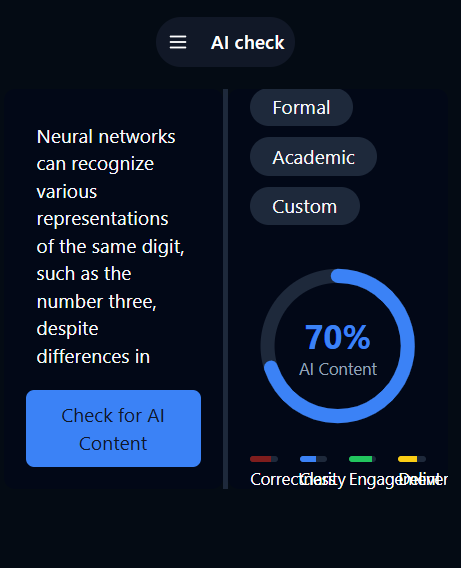 AI check
Neural networks
can recognize
various
representations
of the same digit,
such as the
number three,
despite
differences in
Check for AI
Content
Formal
Academic
Custom
70%
AI Content
Correctness
Clarity
Engagement
Deliver